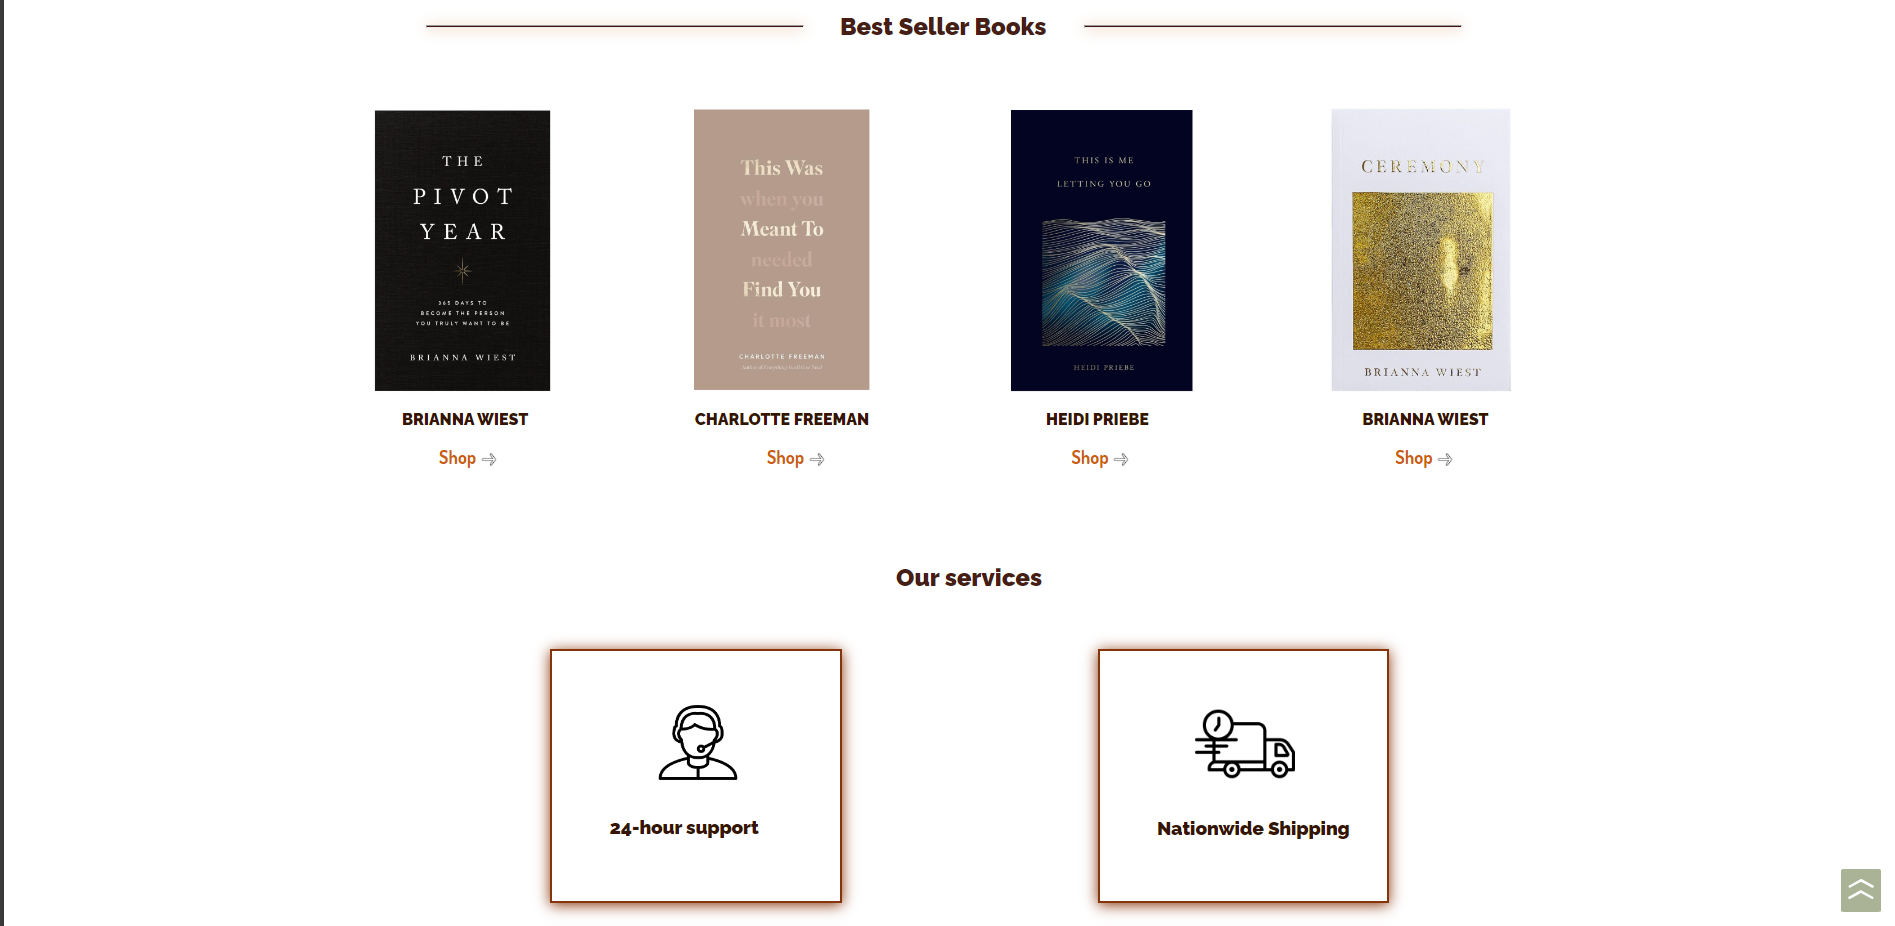 Best Seller Books
THE
PIVOT
YEAR
365 DAYS TO
BECOME THE PERSON
YOU TRULY WANT TO BE
BRIANNA WIEST
This Was
when you
Meant To
needed
Find You
it most
CHARLOTTE FREEMAN
THIS IS ME
LETTING YOU GO
HEIDI PRIEBE
CEREMONY
BRIANNA WIEST
BRIANNA WIEST
CHARLOTTE FREEMAN
HEIDI PRIEBE
BRIANNA WIEST
Shop
Shop
Shop
Shop
Our services
24-hour support
Nationwide Shipping